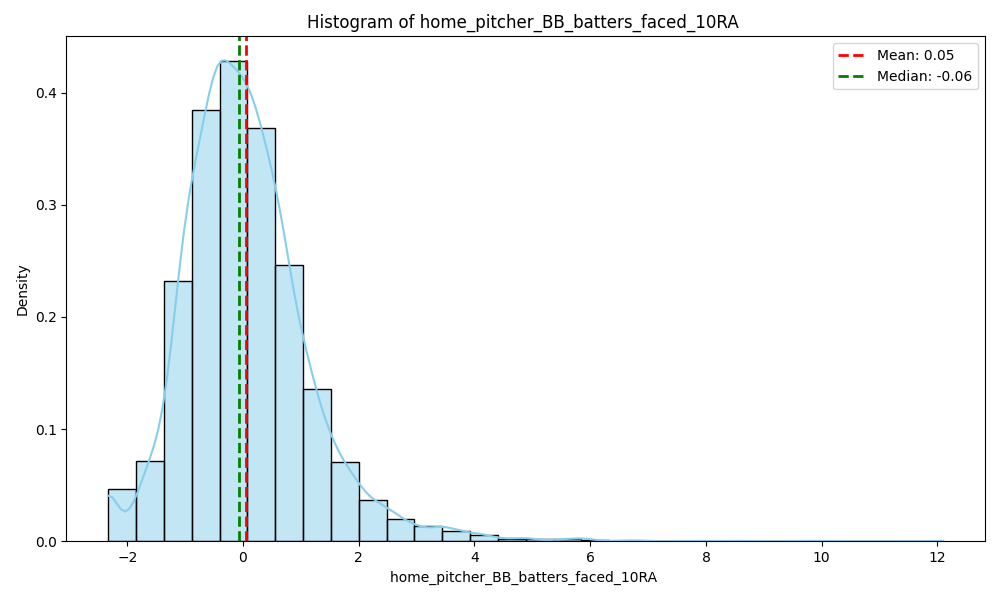 Histogram of home_pitcher_BB_batters_faced_10RA
Mean: 0.05
Median: -0.06
Density
0.4
0.3
0.2
0.1
0.0
−2 0 2 4 6 8 10 12
home_pitcher_BB_batters_faced_10RA